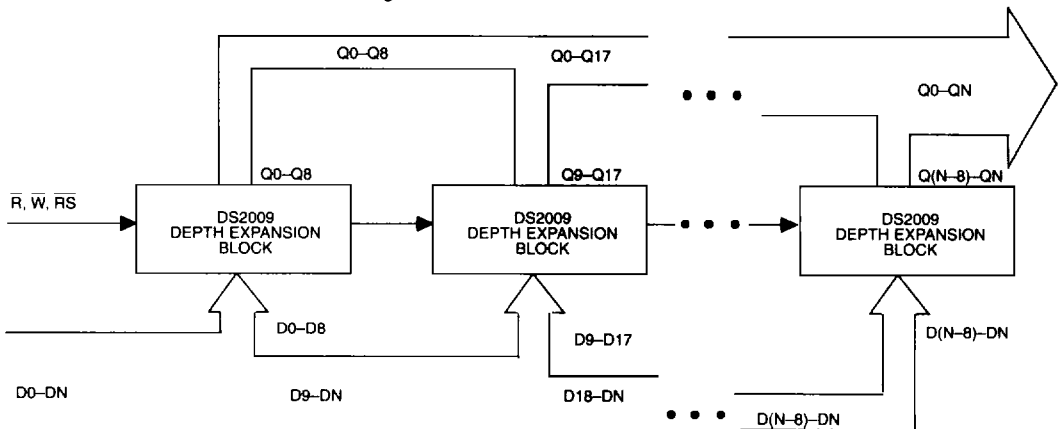 Q0–Q8
Q0–Q17
Q0–QN
Q0–Q8
Q9–Q17
Q(N–8)–QN
R̅, W̅, R̅S̅
DS2009
DEPTH EXPANSION
BLOCK
DS2009
DEPTH EXPANSION
BLOCK
DS2009
DEPTH EXPANSION
BLOCK
D0–D8
D9–D17
D(N–8)–DN
D0–DN
D9–DN
D18–DN
D(N–8)–DN